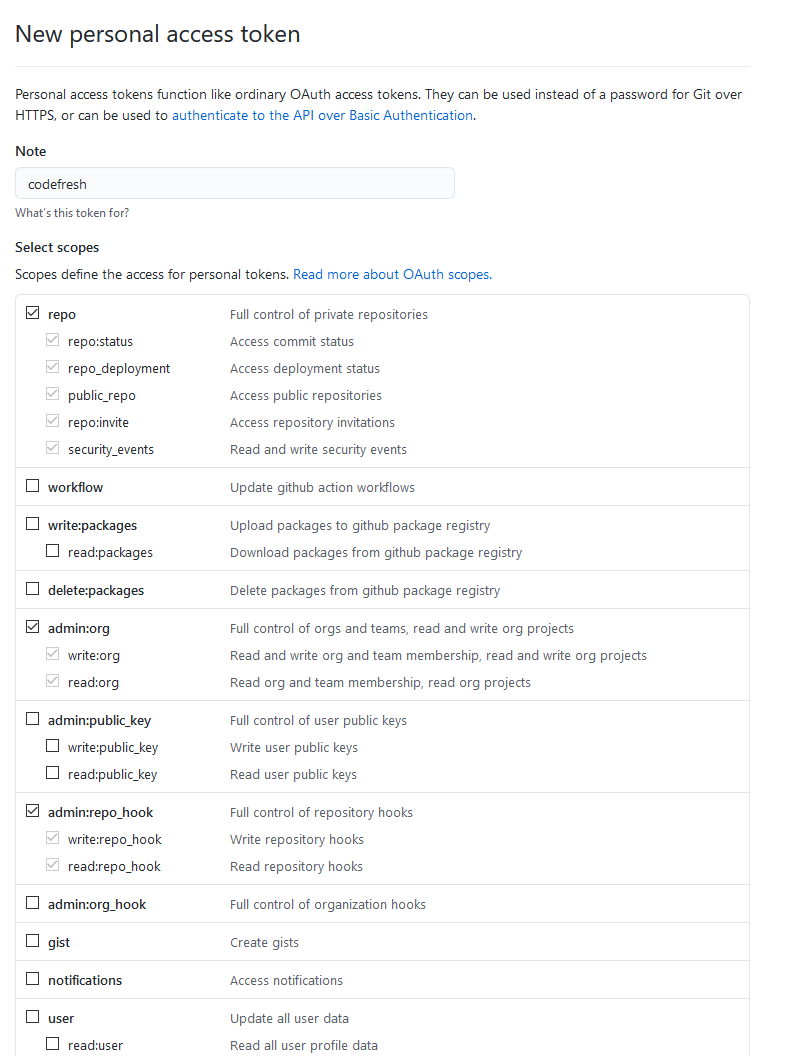 New personal access token
Personal access tokens function like ordinary OAuth access tokens. They can be used instead of a password for Git over
HTTPS, or can be used to authenticate to the API over Basic Authentication.
Note
codefresh
What's this token for?
Select scopes
Scopes define the access for personal tokens. Read more about OAuth scopes.
repo Full control of private repositories
repo:status Access commit status
repo_deployment Access deployment status
public_repo Access public repositories
repo:invite Access repository invitations
security_events Read and write security events
workflow Update github action workflows
write:packages Upload packages to github package registry
read:packages Download packages from github package registry
delete:packages Delete packages from github package registry
admin:org Full control of orgs and teams, read and write org projects
write:org Read and write org and team membership, read and write org projects
read:org Read org and team membership, read org projects
admin:public_key Full control of user public keys
write:public_key Write user public keys
read:public_key Read user public keys
admin:repo_hook Full control of repository hooks
write:repo_hook Write repository hooks
read:repo_hook Read repository hooks
admin:org_hook Full control of organization hooks
gist Create gists
notifications Access notifications
user Update all user data
read:user Read all user profile data